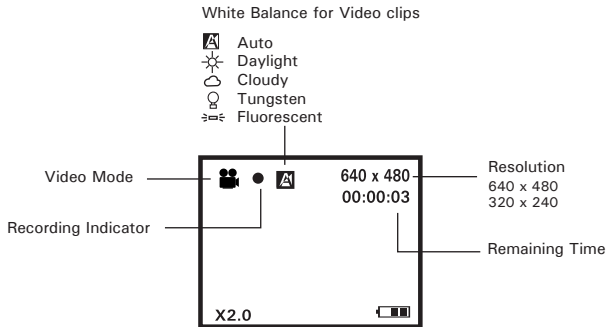 White Balance for Video clips
Auto
Daylight
Cloudy
Tungsten
Fluorescent
Video Mode
640 x 480
00:00:03
Resolution
640 x 480
320 x 240
Recording Indicator
Remaining Time
X2.0